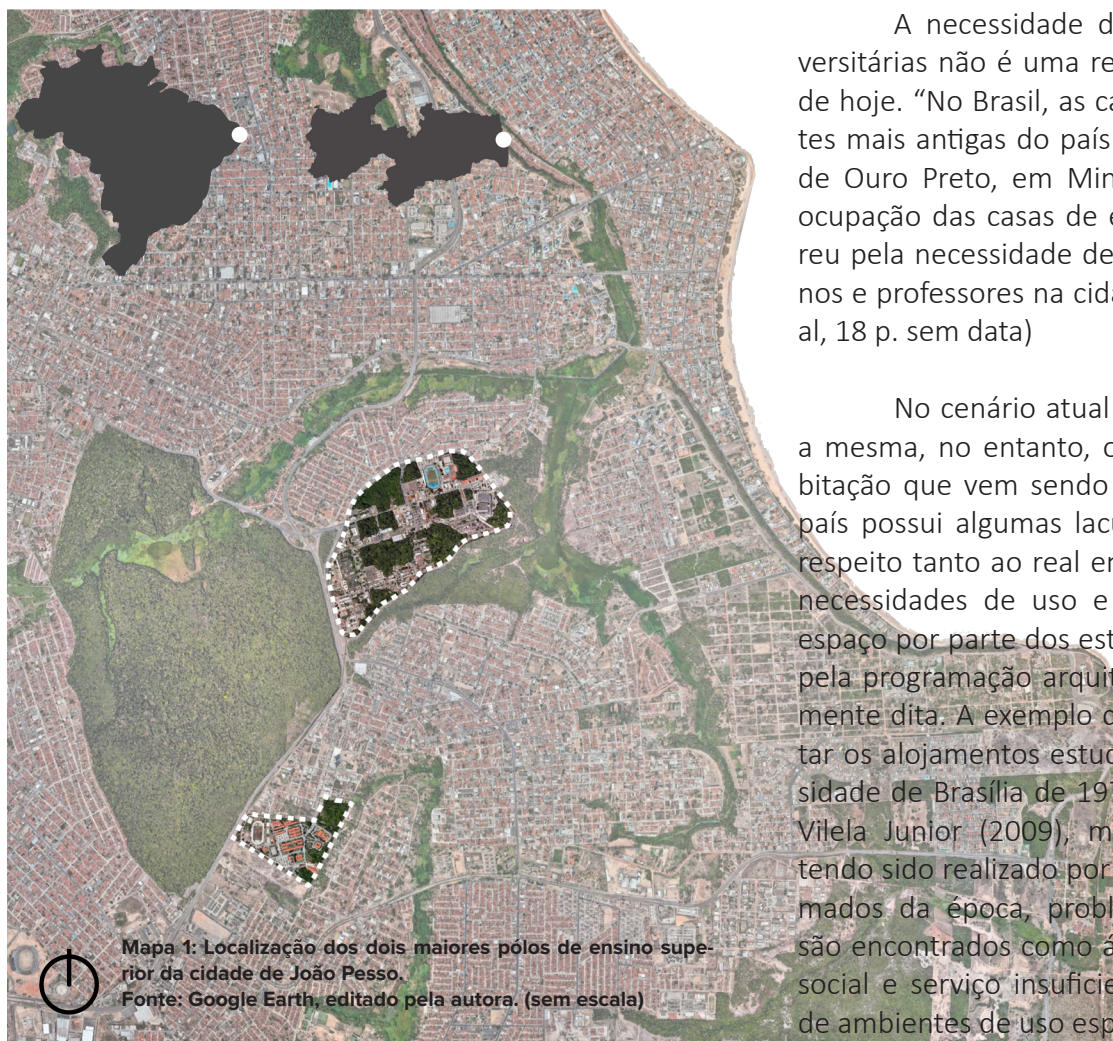 A necessidade d
versitárias não é uma re
de hoje. “No Brasil, as ca
tes mais antigas do país
de Ouro Preto, em Min
ocupação das casas de e
reu pela necessidade de
nos e professores na cida
al, 18 p. sem data)
No cenário atual
a mesma, no entanto, c
bitação que vem sendo
país possui algumas lacu
respeito tanto ao real en
necessidades de uso e
espaço por parte dos est
pela programação arquit
mente dita. A exemplo d
tar os alojamentos estud
sidade de Brasília de 197
Vilela Junior (2009), m
tendo sido realizado por
mados da época, probl
são encontrados como á
social e serviço insuficie
de ambientes de uso esp
Mapa 1: Localização dos dois maiores pólos de ensino supe-
rior da cidade de João Pesso.
Fonte: Google Earth, editado pela autora. (sem escala)